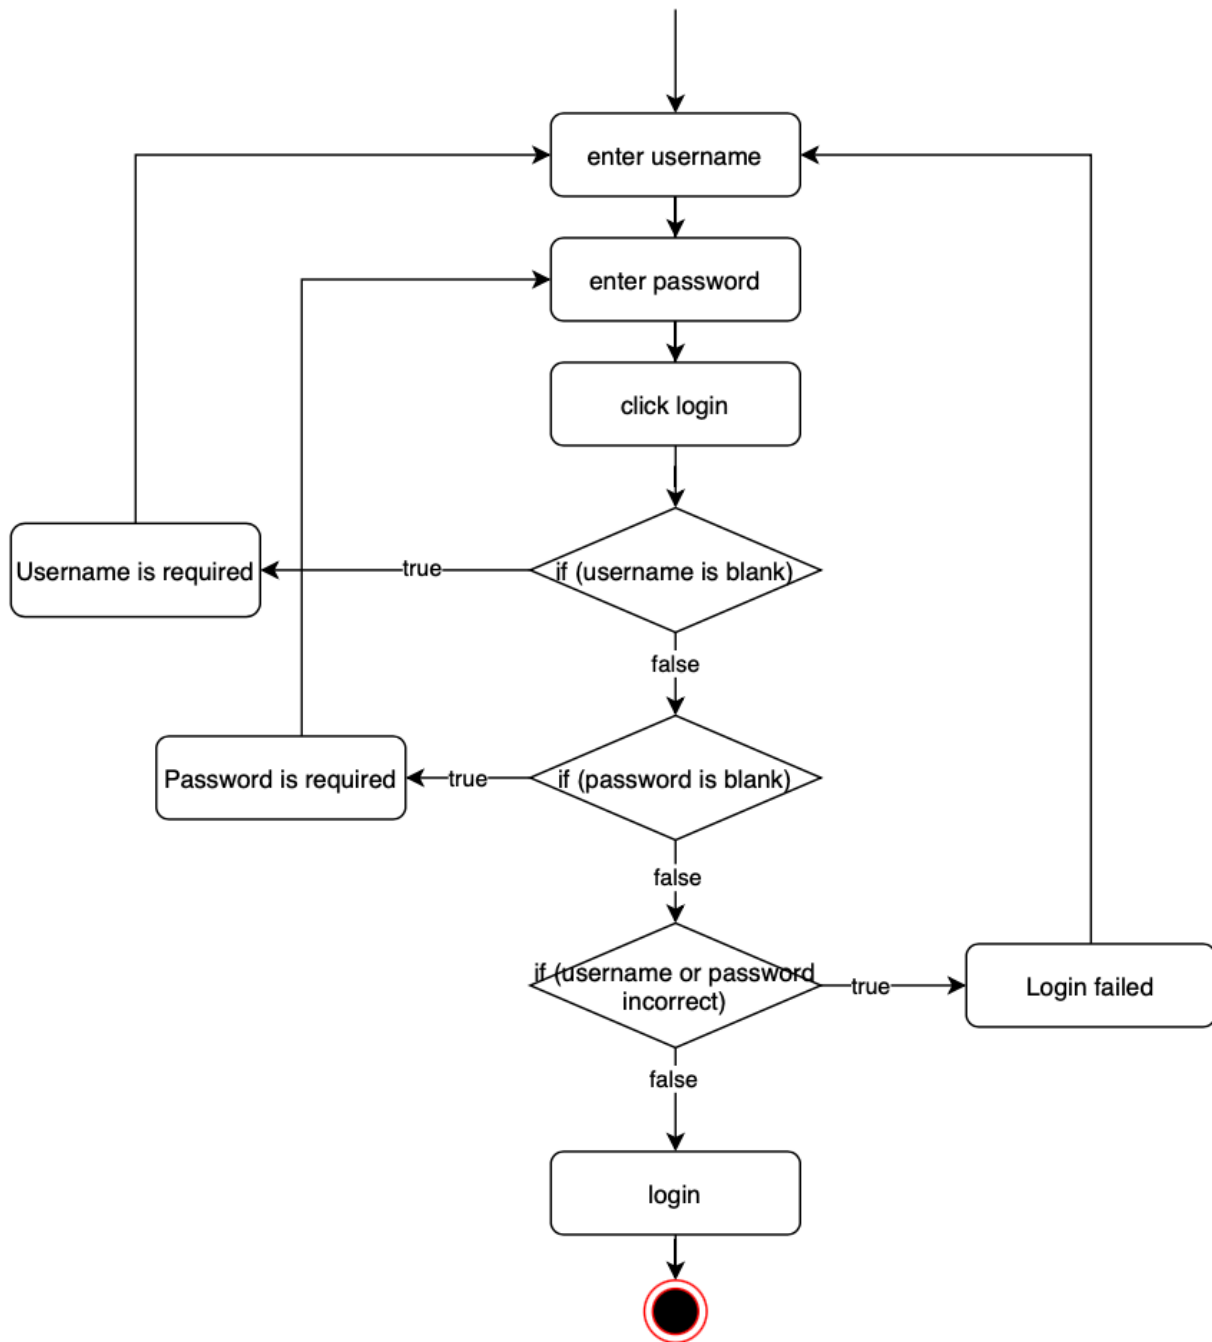 enter username
enter password
click login
if (username is blank)
true
Username is required
false
if (password is blank)
true
Password is required
false
if (username or password
incorrect)
true
Login failed
false
login